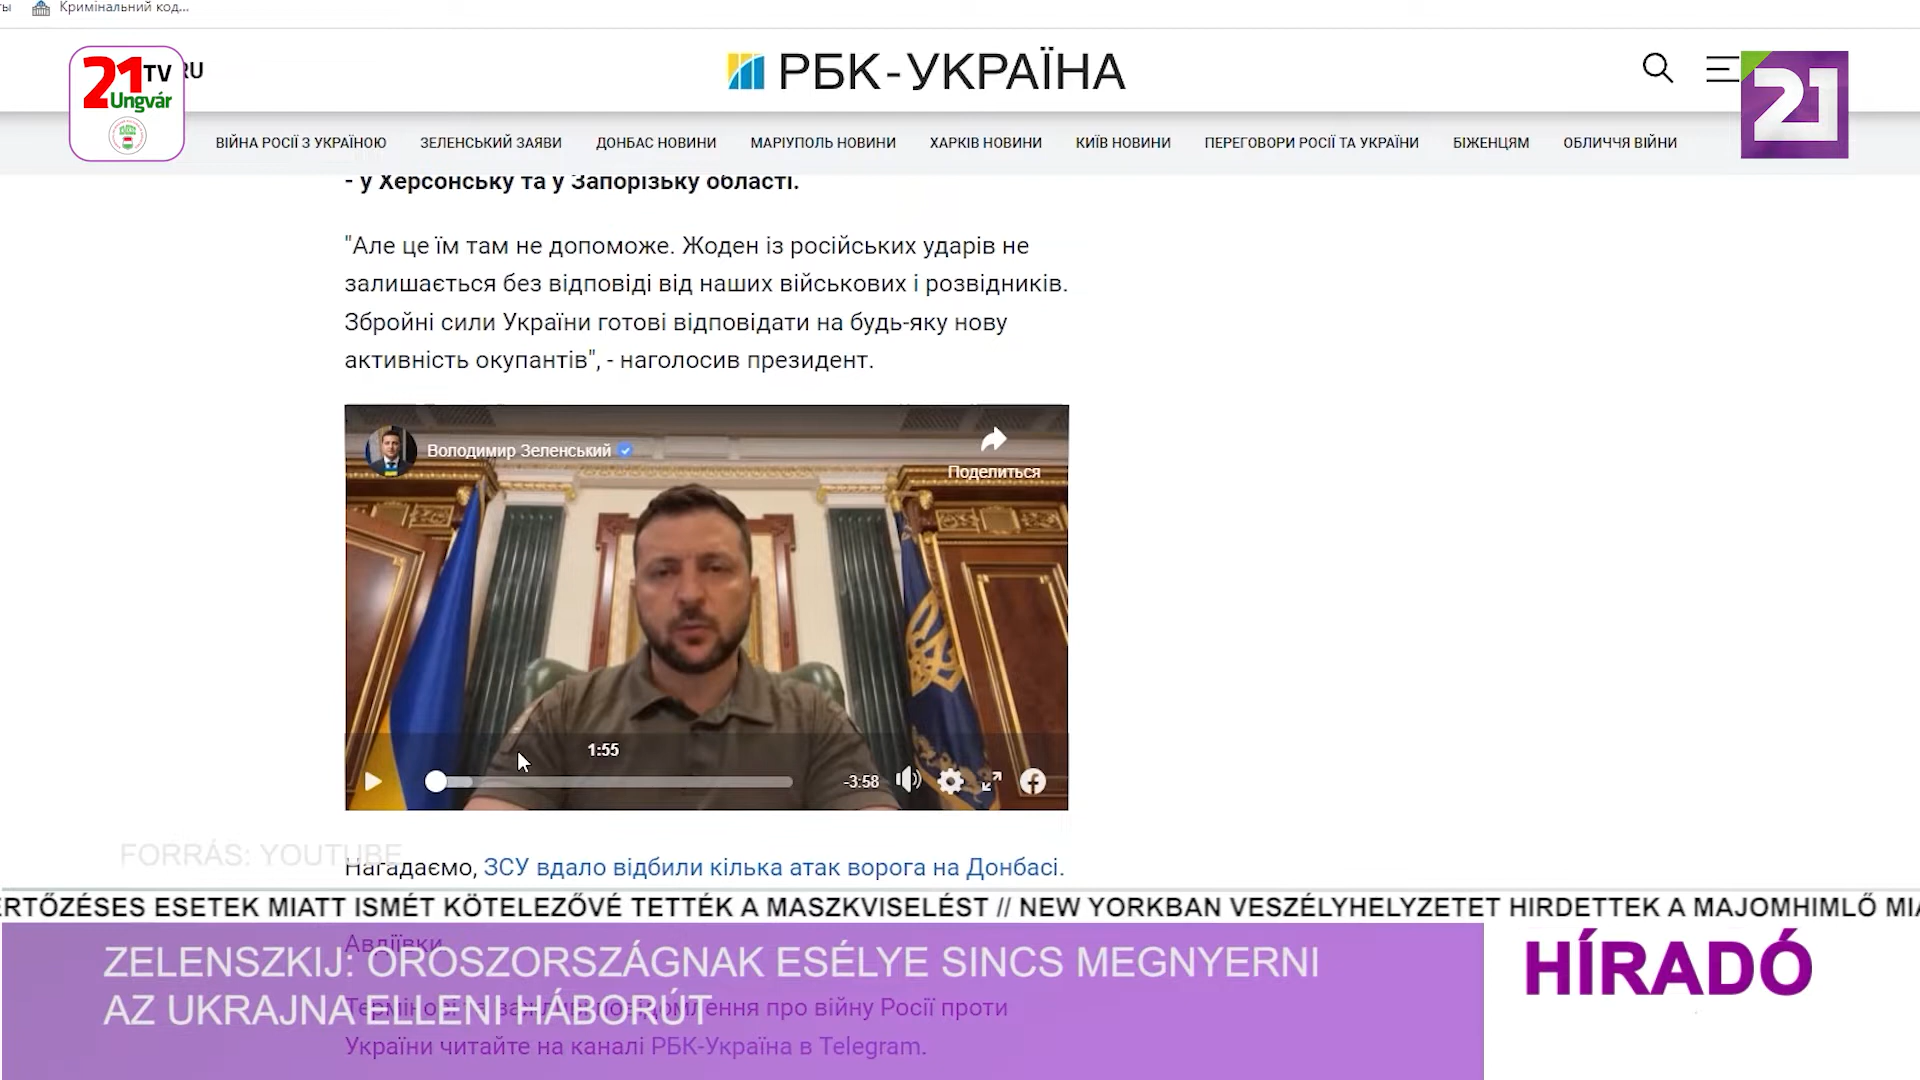 Кримінальний код...
21 TV
Ungvár
RU
РБК-УКРАЇНА
21
ВІЙНА РОСІЇ З УКРАЇНОЮ ЗЕЛЕНСЬКИЙ ЗАЯВИ ДОНБАС НОВИНИ МАРІУПОЛЬ НОВИНИ ХАРКІВ НОВИНИ КИЇВ НОВИНИ ПЕРЕГОВОРИ РОСІЇ ТА УКРАЇНИ БІЖЕНЦЯМ ОБЛИЧЧЯ ВІЙНИ
- у Херсонську та у Запорізьку області.
"Але це їм там не допоможе. Жоден із російських ударів не
залишається без відповіді від наших військових і розвідників.
Збройні сили України готові відповідати на будь-яку нову
активність окупантів", - наголосив президент.
Володимир Зеленський
Поделиться
1:55
-3:58
FORRÁS: YOUTUBE
Нагадаємо, ЗСУ вдало відбили кілька атак ворога на Донбасі.
ERTŐZÉSES ESETEK MIATT ISMÉT KÖTELEZŐVÉ TETTÉK A MASZKVISELÉST // NEW YORKBAN VESZÉLYHELYZETET HIRDETTEK A MAJOMHIMLŐ MIA
Авдіївки
ZELENSZKIJ: OROSZORSZÁGNAK ESÉLYE SINCS MEGNYERNI
AZ UKRAJNA ELLENI HÁBORÚT
HÍRADÓ
про війну Росії проти
України читайте на каналі РБК-Україна в Telegram.